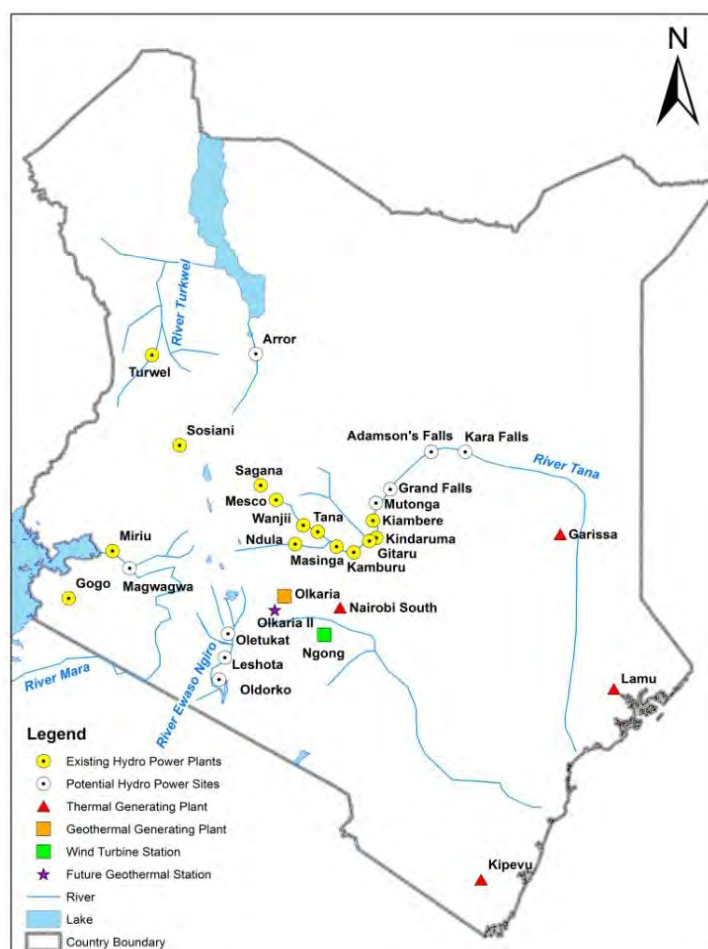 N
River Turkwel
Arror
Turwel
Sosiani
Adamson's Falls
Kara Falls
River Tana
Sagana
Grand Falls
Mesco
Mutonga
Wanjii
Tana
Kiambere
Miriu
Ndula
Kindaruma
Garissa
Masinga
Gitaru
Kamburu
Magwagwa
Gogo
Olkaria
Nairobi South
Olkaria II
Oletukat
Ngong
Leshota
River Mara
River Ewaso Ngiro
Oldorko
Lamu
Kipevu
Legend
Existing Hydro Power Plants
Potential Hydro Power Sites
Thermal Generating Plant
Geothermal Generating Plant
Wind Turbine Station
Future Geothermal Station
River
Lake
Country Boundary